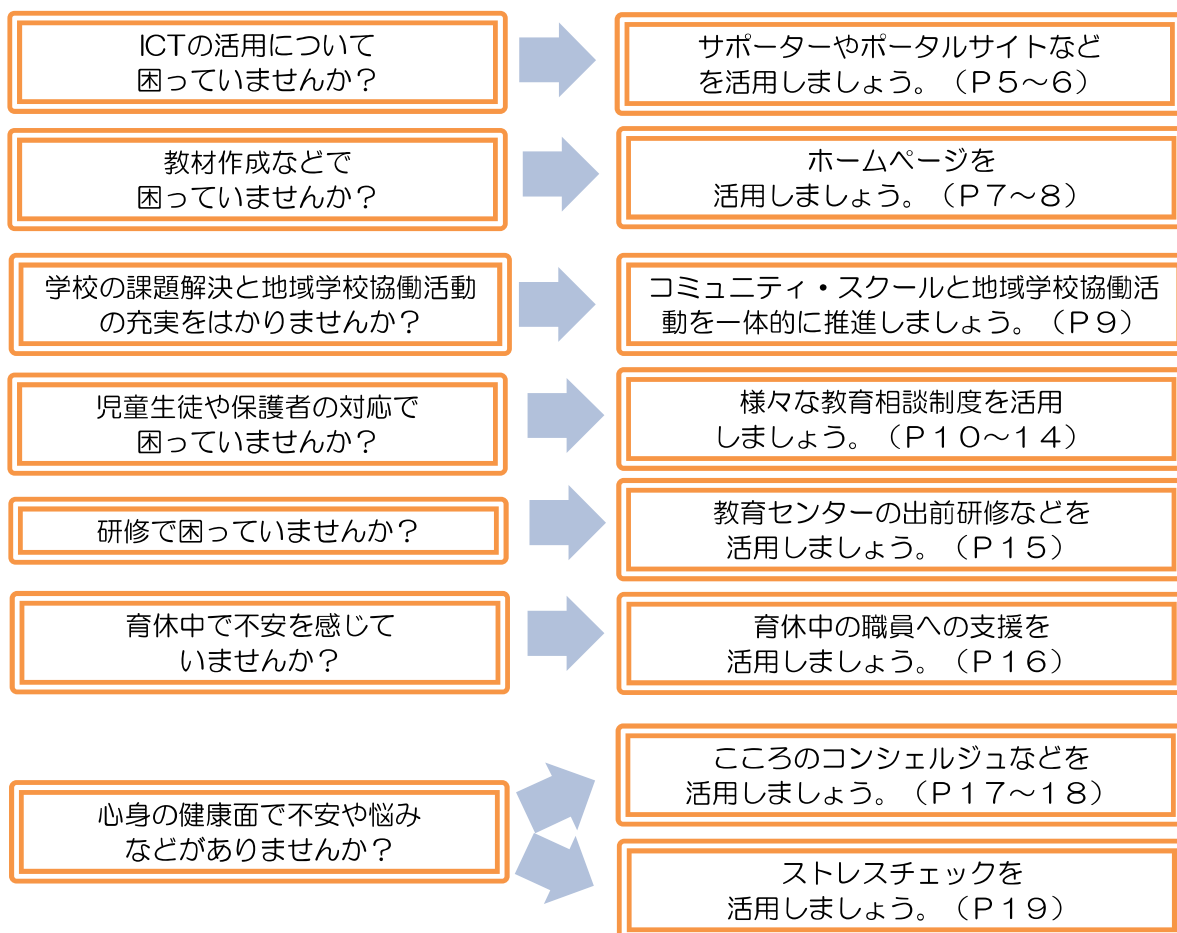 ICTの活用について
困っていませんか？
サポーターやポータルサイトなど
を活用しましょう。（Ｐ５～６）
教材作成などで
困っていませんか？
ホームページを
活用しましょう。（Ｐ７～８）
学校の課題解決と地域学校協働活動
の充実をはかりませんか？
コミュニティ・スクールと地域学校協働活
動を一体的に推進しましょう。（Ｐ９）
児童生徒や保護者の対応で
困っていませんか？
様々な教育相談制度を活用
しましょう。（Ｐ１０～１４）
研修で困っていませんか？
教育センターの出前研修などを
活用しましょう。（Ｐ１５）
育休中で不安を感じて
いませんか？
育休中の職員への支援を
活用しましょう。（Ｐ１６）
心身の健康面で不安や悩み
などがありませんか？
こころのコンシェルジュなどを
活用しましょう。（Ｐ１７～１８）
ストレスチェックを
活用しましょう。（Ｐ１９）